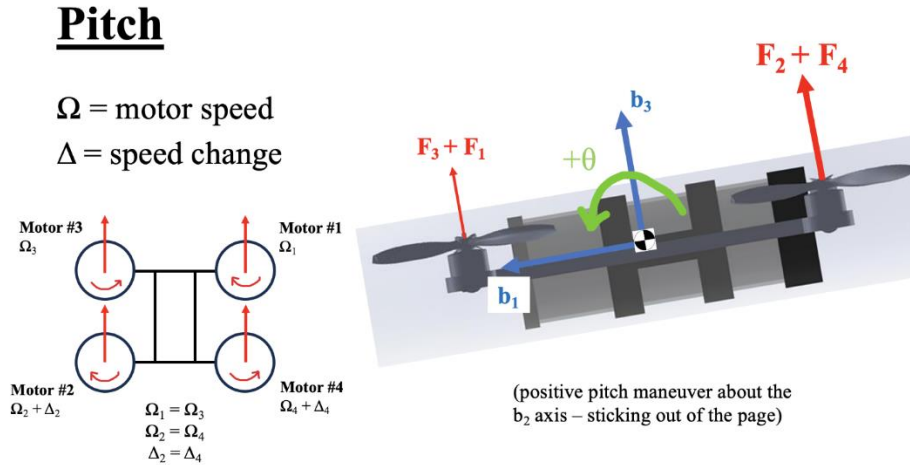 Pitch
Ω = motor speed
Δ = speed change
F₃ + F₁
b₃
F₂ + F₄
+θ
b₁
Motor #3
Ω₃
Motor #1
Ω₁
Motor #2
Ω₂ + Δ₂
Motor #4
Ω₄ + Δ₄
Ω₁ = Ω₃
Ω₂ = Ω₄
Δ₂ = Δ₄
(positive pitch maneuver about the
b₂ axis – sticking out of the page)